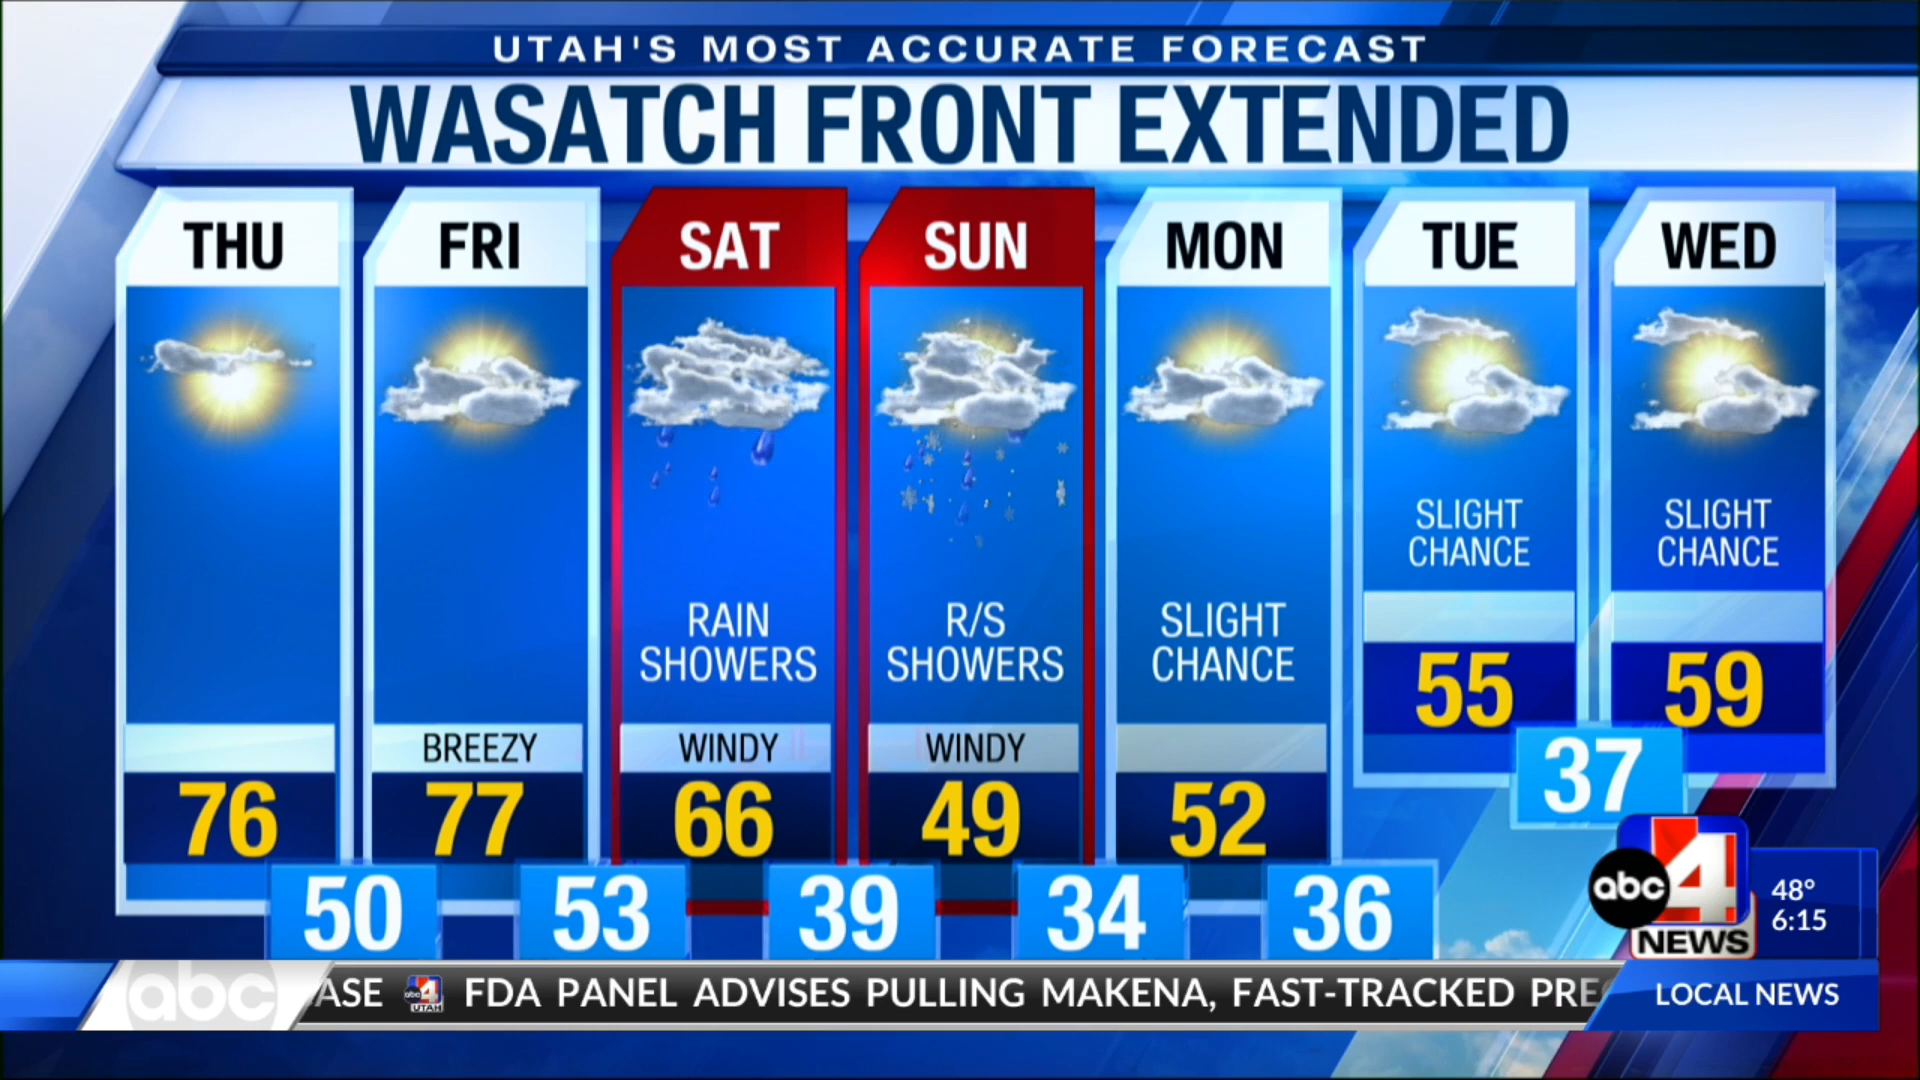 UTAH'S MOST ACCURATE FORECAST
WASATCH FRONT EXTENDED
THU
FRI
SAT
SUN
MON
TUE
WED
SLIGHT
CHANCE
SLIGHT
CHANCE
RAIN
SHOWERS
R/S
SHOWERS
SLIGHT
CHANCE
BREEZY
WINDY
WINDY
76
77
66
49
52
55
59
50
53
39
34
36
37
abc
4
NEWS
48°
6:15
abc
ASE abc 4 UTAH FDA PANEL ADVISES PULLING MAKENA, FAST-TRACKED PRE
LOCAL NEWS